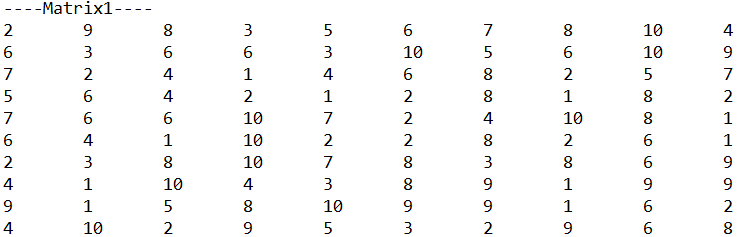 ----Matrix1----
2 9 8 3 5 6 7 8 10 4
6 3 6 6 3 10 5 6 10 9
7 2 4 1 4 6 8 2 5 7
5 6 4 2 1 2 8 1 8 2
7 6 6 10 7 2 4 10 8 1
6 4 1 10 2 2 8 2 6 1
2 3 8 10 7 8 3 8 6 9
4 1 10 4 3 8 9 1 9 9
9 1 5 8 10 9 9 1 6 2
4 10 2 9 5 3 2 9 6 8